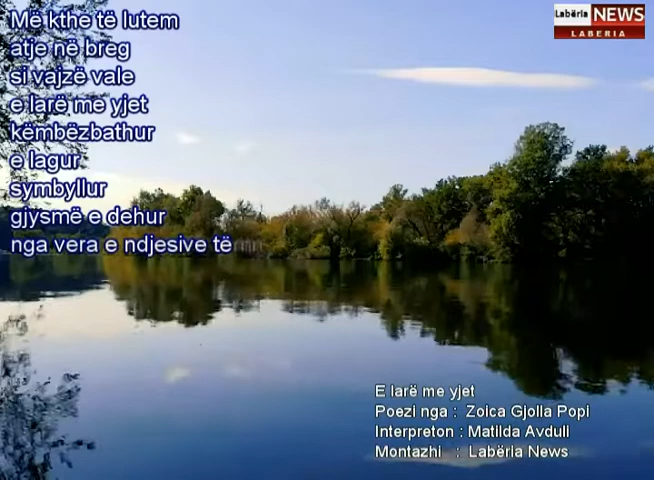 Më kthe të lutem
atje në breg
si vajzë vale
e larë me yjet
këmbëzbathur
e lagur
symbyllur
gjysmë e dehur
nga vera e ndjesive të
Labëria NEWS
LABERIA
E larë me yjet
Poezi nga : Zoica Gjolla Popi
Interpreton : Matilda Avduli
Montazhi : Labëria News